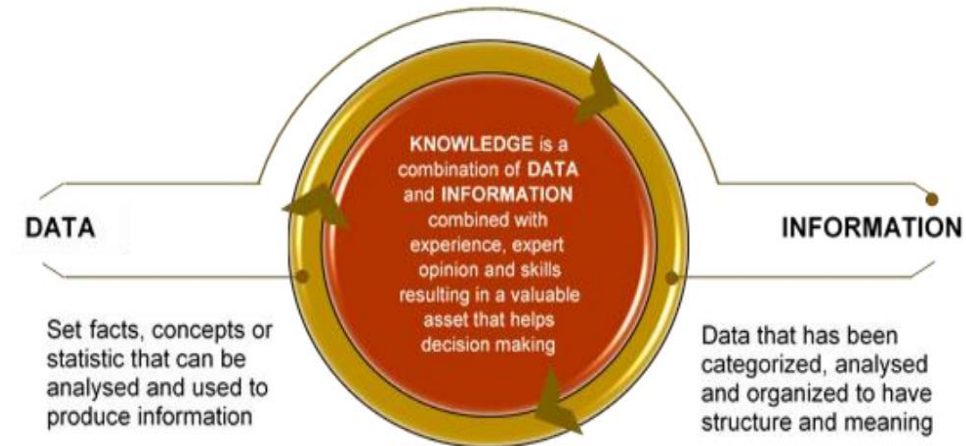 KNOWLEDGE is a
combination of DATA
and INFORMATION
combined with
experience, expert
opinion and skills
resulting in a valuable
asset that helps
decision making
DATA
Set facts, concepts or
statistic that can be
analysed and used to
produce information
INFORMATION
Data that has been
categorized, analysed
and organized to have
structure and meaning